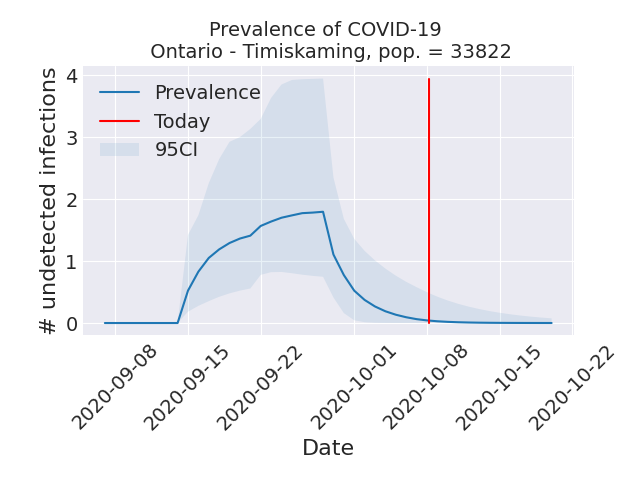 Prevalence of COVID-19
Ontario - Timiskaming, pop. = 33822
# undetected infections
4
3
2
1
0
Prevalence
Today
95CI
2020-09-08
2020-09-15
2020-09-22
2020-10-01
2020-10-08
2020-10-15
2020-10-22
Date